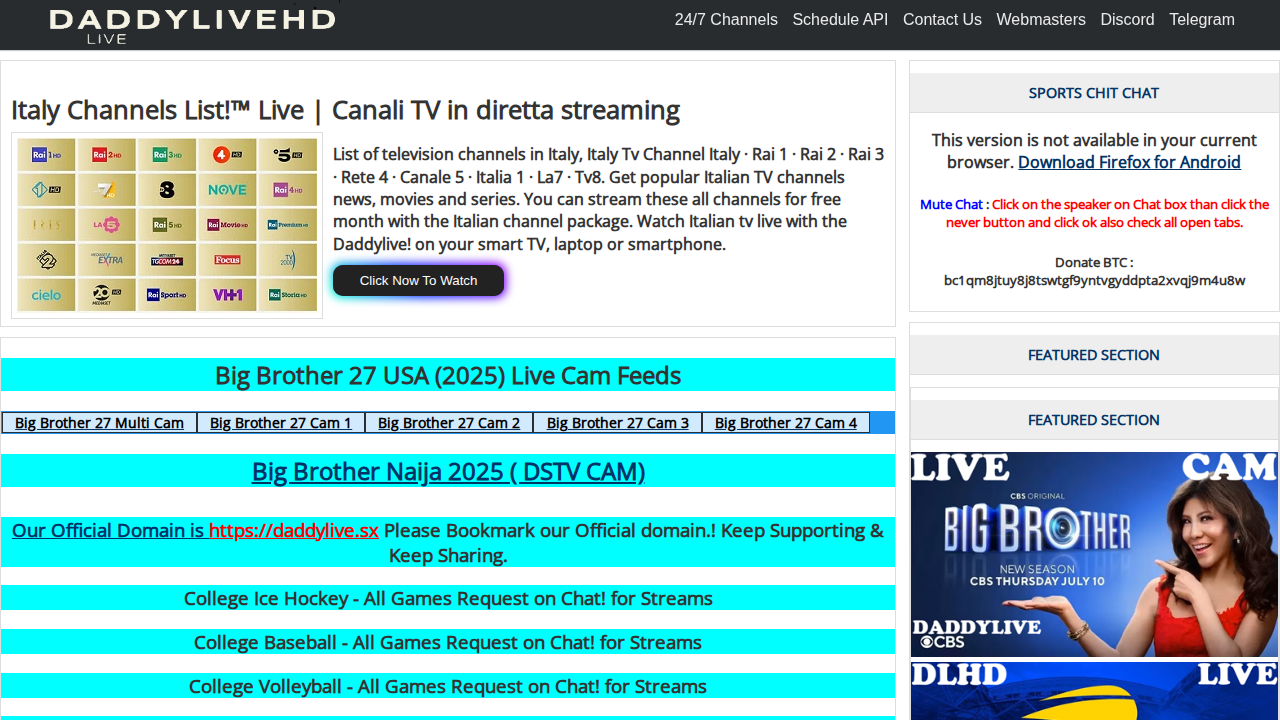 DADDYLIVEHD
LIVE
24/7 Channels Schedule API Contact Us Webmasters Discord Telegram
Italy Channels List!™ Live | Canali TV in diretta streaming
Rai 1 HD Rai 2 HD Rai 3 HD 4 HD 5 HD
1 HD 7 8 NOVE Rai 4 HD
IRIS LA 5 Rai 5 HD Rai Movie HD Rai Premium HD
27 MEDIASET EXTRA MEDIASET TGCOM24 Focus TV 2000
cielo 20 HD MEDIASET Rai Sport HD VH1 Rai Storia HD
List of television channels in Italy, Italy Tv Channel Italy · Rai 1 · Rai 2 · Rai 3
· Rete 4 · Canale 5 · Italia 1 · La7 · Tv8. Get popular Italian TV channels
news, movies and series. You can stream these all channels for free
month with the Italian channel package. Watch Italian tv live with the
Daddylive! on your smart TV, laptop or smartphone.
Click Now To Watch
Big Brother 27 USA (2025) Live Cam Feeds
Big Brother 27 Multi Cam Big Brother 27 Cam 1 Big Brother 27 Cam 2 Big Brother 27 Cam 3 Big Brother 27 Cam 4
Big Brother Naija 2025 ( DSTV CAM)
Our Official Domain is https://daddylive.sx Please Bookmark our Official domain.! Keep Supporting &
Keep Sharing.
College Ice Hockey - All Games Request on Chat! for Streams
College Baseball - All Games Request on Chat! for Streams
College Volleyball - All Games Request on Chat! for Streams
SPORTS CHIT CHAT
This version is not available in your current
browser. Download Firefox for Android
Mute Chat : Click on the speaker on Chat box than click the
never button and click ok also check all open tabs.
Donate BTC :
bc1qm8jtuy8j8tswtgf9yntvgyddpta2xvqj9m4u8w
FEATURED SECTION
FEATURED SECTION
LIVE CAM
CBS ORIGINAL
BIG BROTHER
NEW SEASON
CBS THURSDAY JULY 10
DADDYLIVE
CBS
DLHD LIVE